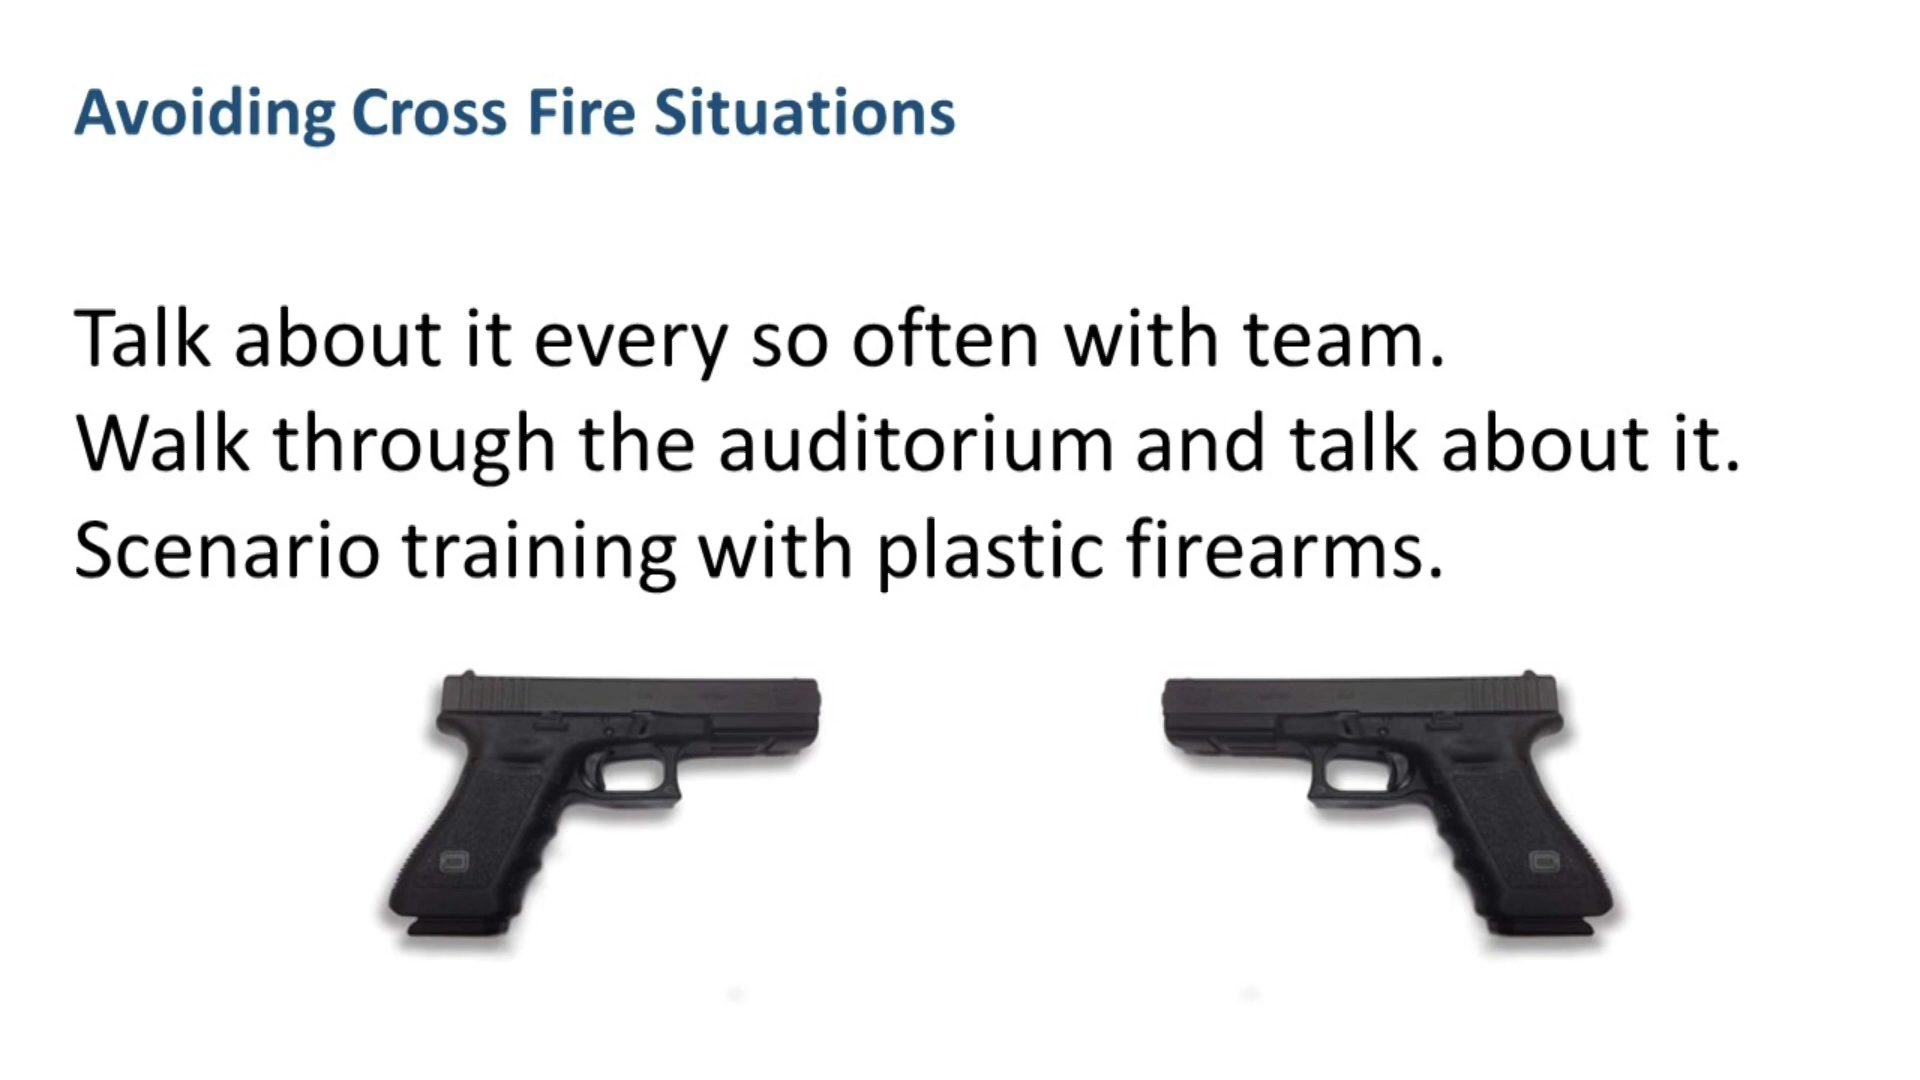 Avoiding Cross Fire Situations
Talk about it every so often with team.
Walk through the auditorium and talk about it.
Scenario training with plastic firearms.